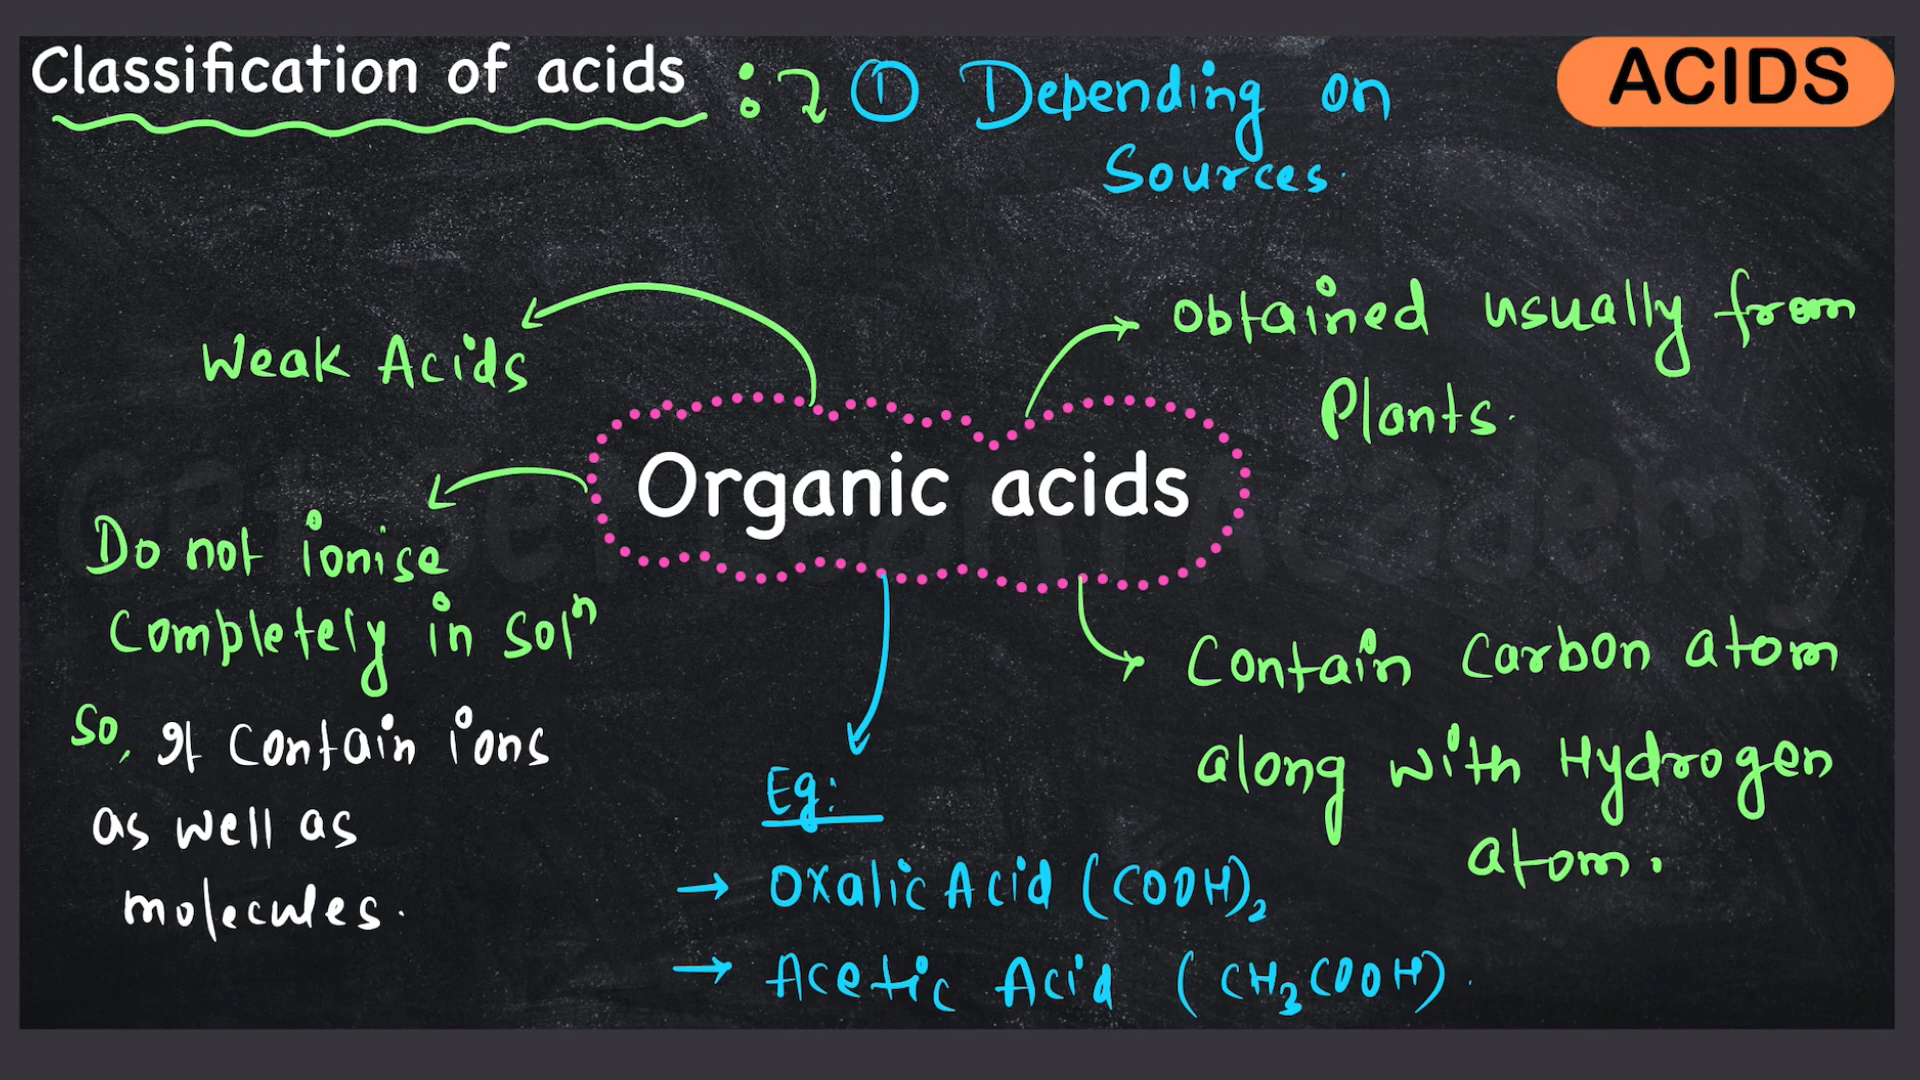 Classification of acids :
① Depending on
Sources.
ACIDS
Weak Acids
obtained usually from
Plants.
Organic acids
Do not ionise
completely in solⁿ
So, It contain ions
as well as
molecules.
Contain Carbon atom
along with Hydrogen
atom.
Eg:
→ Oxalic Acid (COOH)₂
→ Acetic Acid (CH₃COOH).